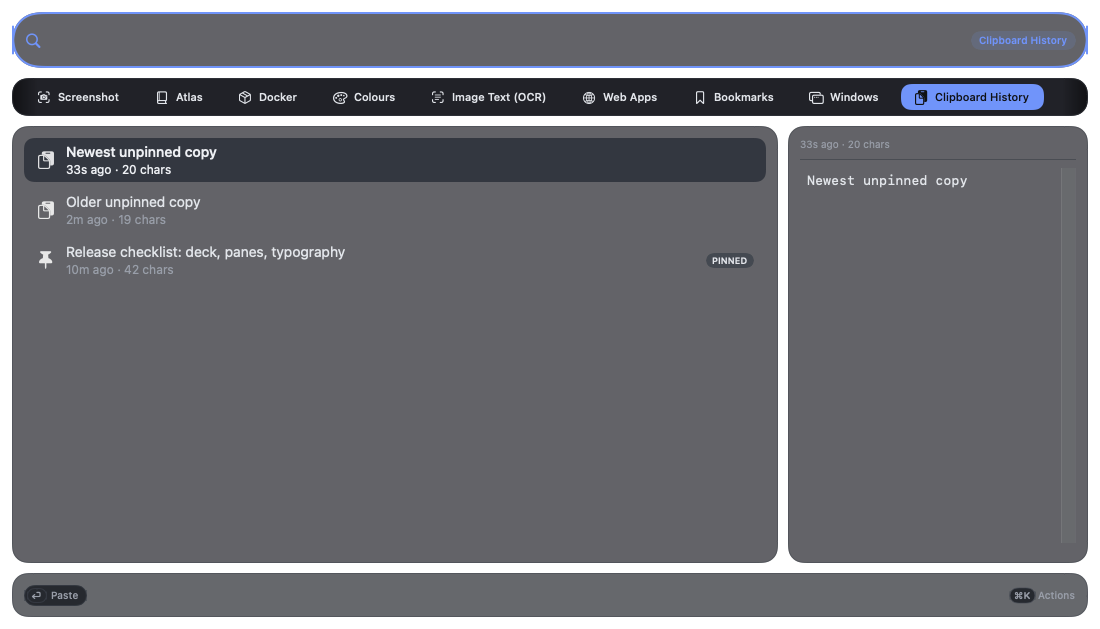 Clipboard History
Screenshot Atlas Docker Colours Image Text (OCR) Web Apps Bookmarks Windows Clipboard History
Newest unpinned copy
33s ago · 20 chars
Older unpinned copy
2m ago · 19 chars
Release checklist: deck, panes, typography
10m ago · 42 chars
PINNED
33s ago · 20 chars
Newest unpinned copy
Paste
⌘K Actions